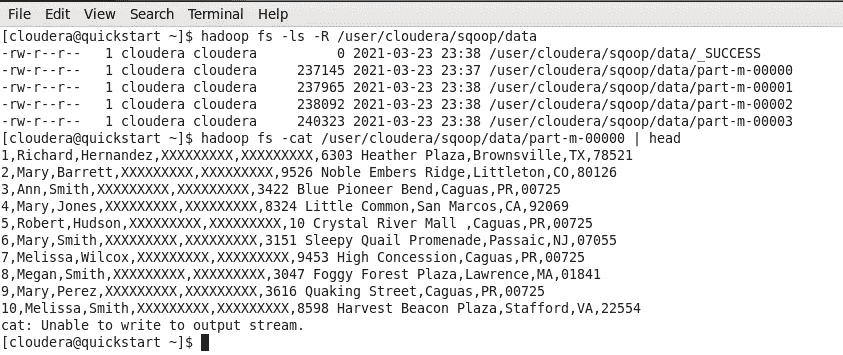 File Edit View Search Terminal Help
[cloudera@quickstart ~]$ hadoop fs -ls -R /user/cloudera/sqoop/data
-rw-r--r--   1 cloudera cloudera          0 2021-03-23 23:38 /user/cloudera/sqoop/data/_SUCCESS
-rw-r--r--   1 cloudera cloudera     237145 2021-03-23 23:37 /user/cloudera/sqoop/data/part-m-00000
-rw-r--r--   1 cloudera cloudera     237965 2021-03-23 23:38 /user/cloudera/sqoop/data/part-m-00001
-rw-r--r--   1 cloudera cloudera     238092 2021-03-23 23:38 /user/cloudera/sqoop/data/part-m-00002
-rw-r--r--   1 cloudera cloudera     240323 2021-03-23 23:38 /user/cloudera/sqoop/data/part-m-00003
[cloudera@quickstart ~]$ hadoop fs -cat /user/cloudera/sqoop/data/part-m-00000 | head
1,Richard,Hernandez,XXXXXXXXX,XXXXXXXXX,6303 Heather Plaza,Brownsville,TX,78521
2,Mary,Barrett,XXXXXXXXX,XXXXXXXXX,9526 Noble Embers Ridge,Littleton,CO,80126
3,Ann,Smith,XXXXXXXXX,XXXXXXXXX,3422 Blue Pioneer Bend,Caguas,PR,00725
4,Mary,Jones,XXXXXXXXX,XXXXXXXXX,8324 Little Common,San Marcos,CA,92069
5,Robert,Hudson,XXXXXXXXX,XXXXXXXXX,10 Crystal River Mall ,Caguas,PR,00725
6,Mary,Smith,XXXXXXXXX,XXXXXXXXX,3151 Sleepy Quail Promenade,Passaic,NJ,07055
7,Melissa,Wilcox,XXXXXXXXX,XXXXXXXXX,9453 High Concession,Caguas,PR,00725
8,Megan,Smith,XXXXXXXXX,XXXXXXXXX,3047 Foggy Forest Plaza,Lawrence,MA,01841
9,Mary,Perez,XXXXXXXXX,XXXXXXXXX,3616 Quaking Street,Caguas,PR,00725
10,Melissa,Smith,XXXXXXXXX,XXXXXXXXX,8598 Harvest Beacon Plaza,Stafford,VA,22554
cat: Unable to write to output stream.
[cloudera@quickstart ~]$